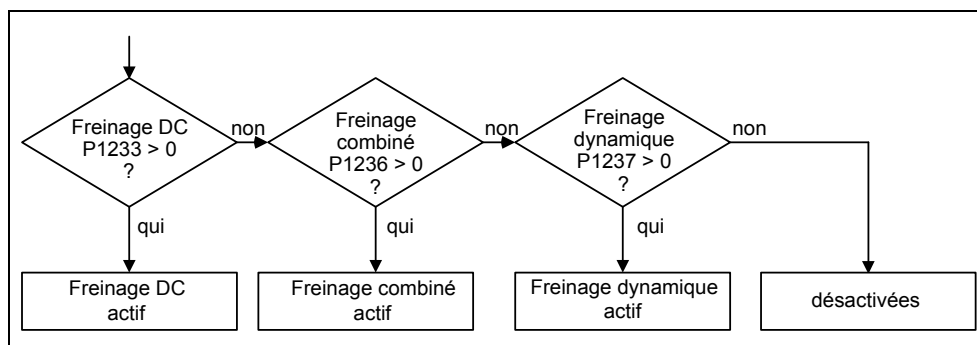 Freinage DC
P1233 > 0
?
non
Freinage
combiné
P1236 > 0
?
non
Freinage
dynamique
P1237 > 0
?
non
qui
qui
qui
Freinage DC
actif
Freinage combiné
actif
Freinage dynamique
actif
désactivées